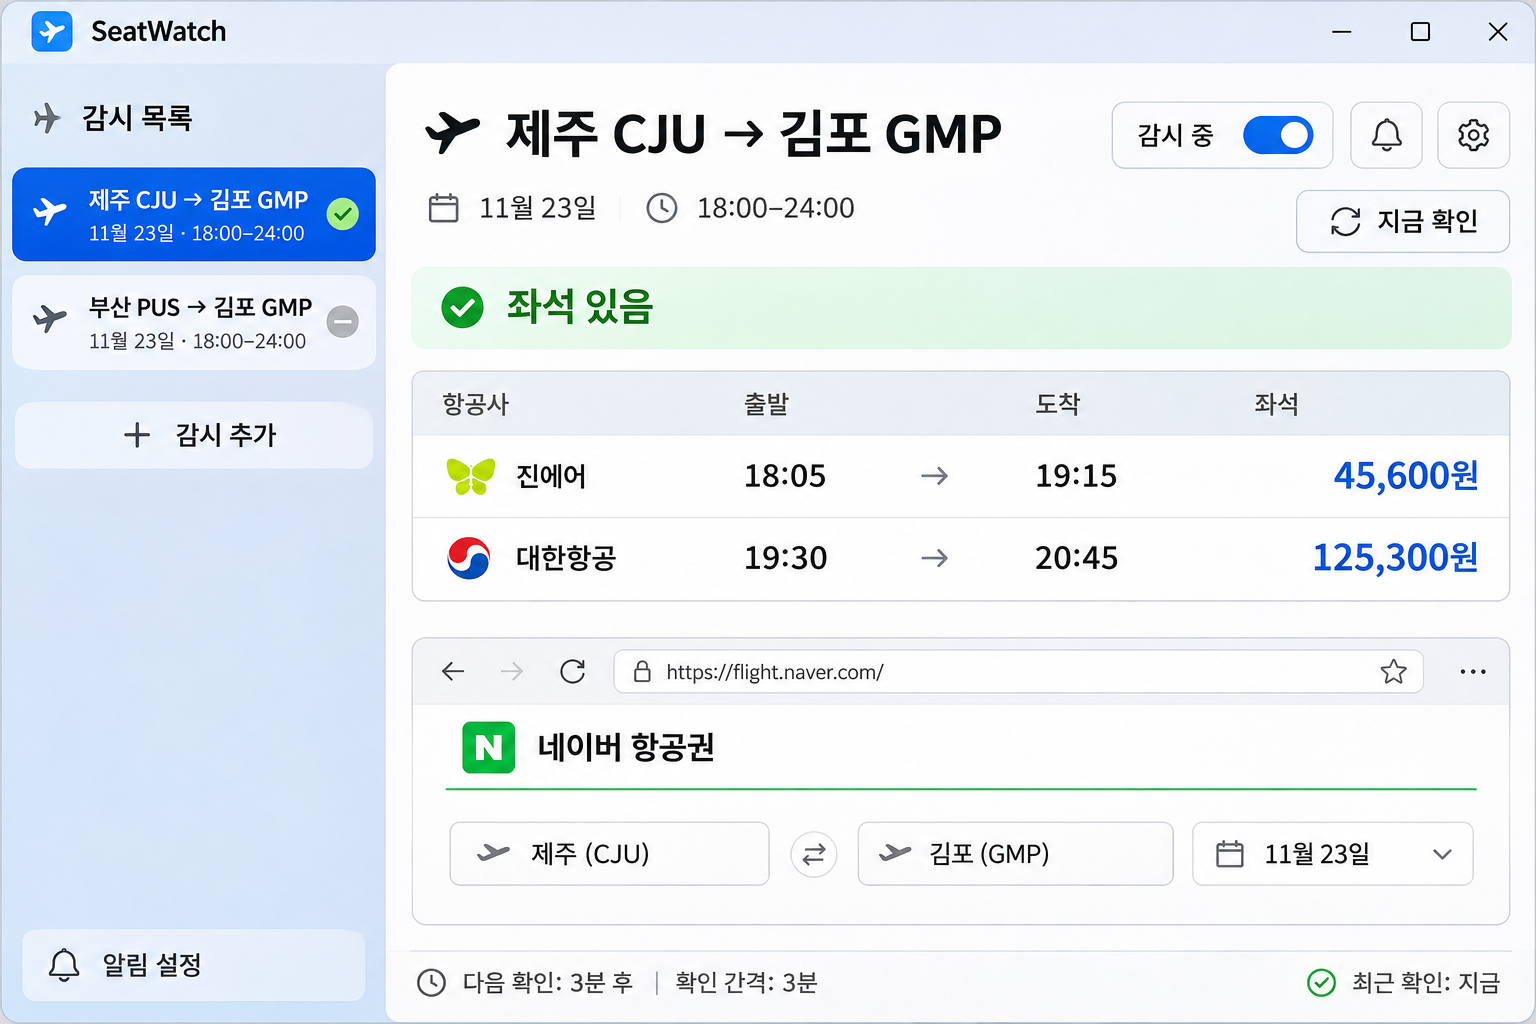 SeatWatch
감시 목록
제주 CJU → 김포 GMP
11월 23일 · 18:00–24:00
부산 PUS → 김포 GMP
11월 23일 · 18:00–24:00
+ 감시 추가
알림 설정
제주 CJU → 김포 GMP
감시 중
11월 23일 18:00–24:00
지금 확인
좌석 있음
항공사 출발 도착 좌석
진에어 18:05 → 19:15 45,600원
대한항공 19:30 → 20:45 125,300원
https://flight.naver.com/
N 네이버 항공권
제주 (CJU) 김포 (GMP) 11월 23일
다음 확인: 3분 후 | 확인 간격: 3분 최근 확인: 지금